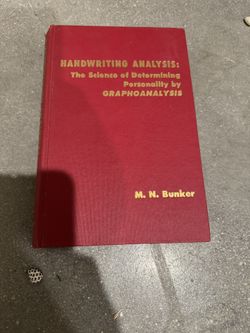 HANDWRITING ANALYSIS:
The Science of Determining
Personality by
GRAPHOANALYSIS
M. N. Bunker